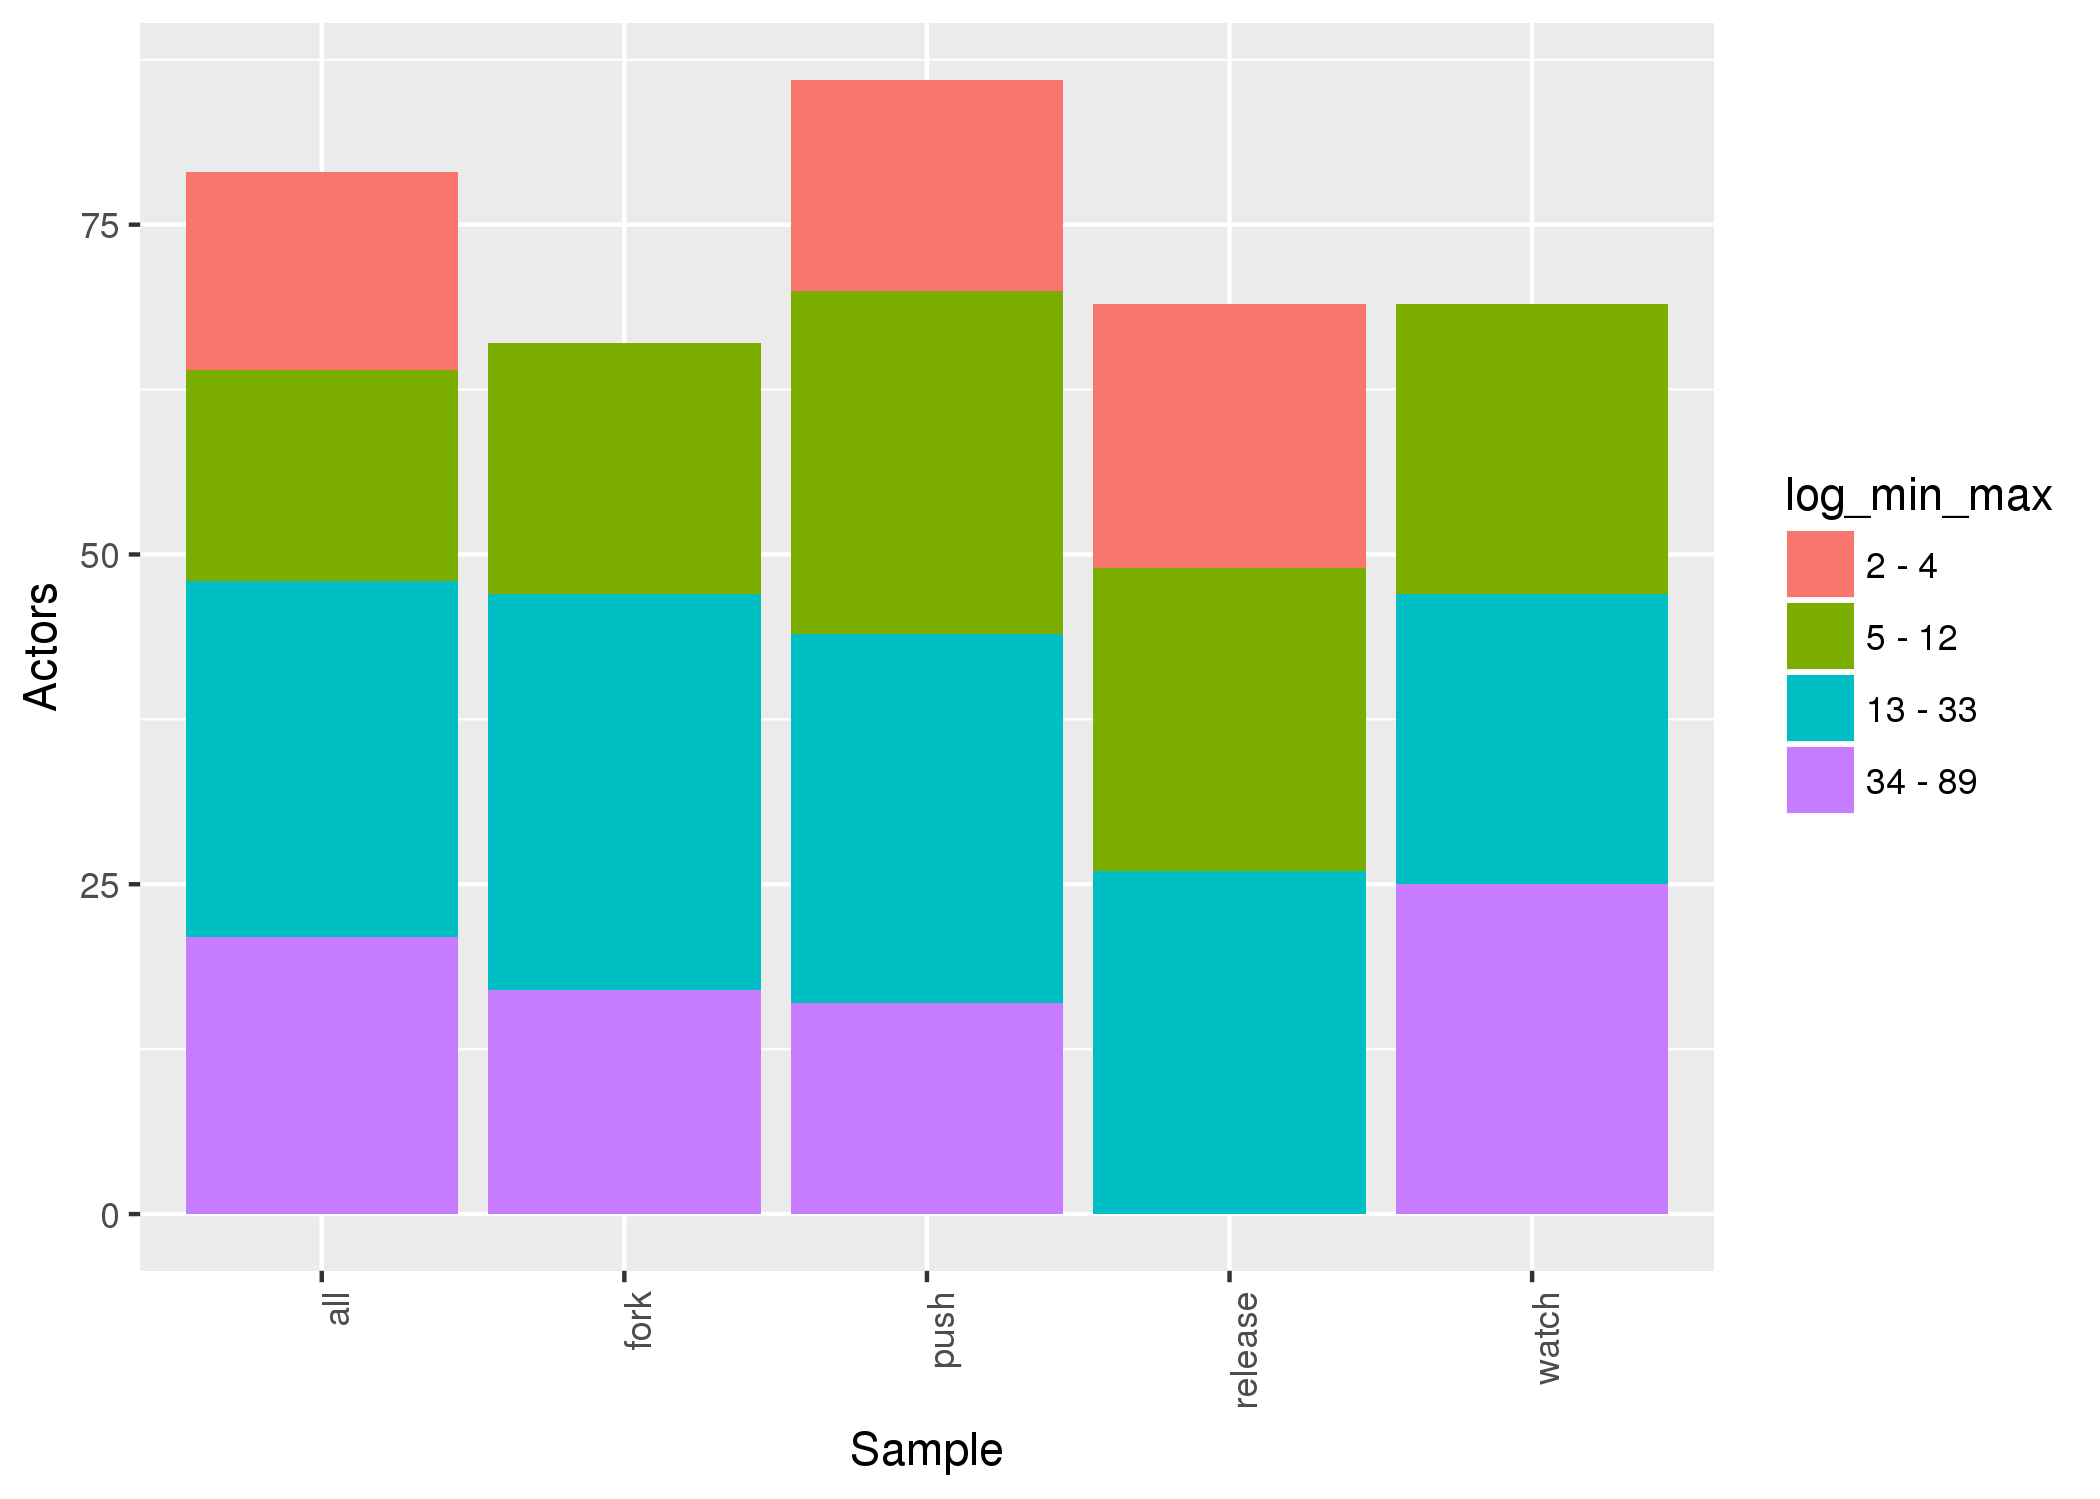 Actors
75
50
25
0
all
fork
push
release
watch
Sample
log_min_max
2 - 4
5 - 12
13 - 33
34 - 89